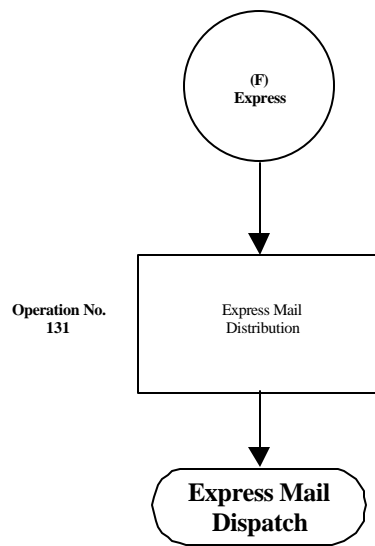 (F)
Express
Operation No.
131
Express Mail
Distribution
Express Mail
Dispatch